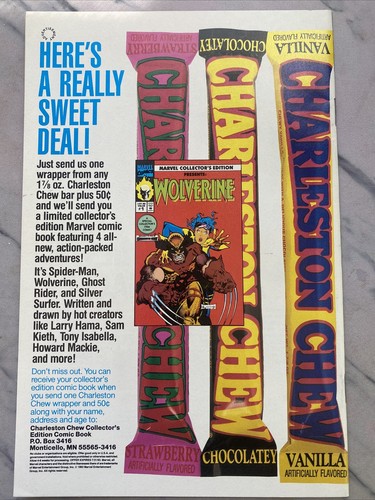 HERE'S
A REALLY
SWEET
DEAL!
Just send us one
wrapper from any
1⅞ oz. Charleston
Chew bar plus 50¢
and we'll send you
a limited collector's
edition Marvel comic
book featuring 4 all-
new, action-packed
adventures!
It's Spider-Man,
Wolverine, Ghost
Rider, and Silver
Surfer. Written and
drawn by hot creators
like Larry Hama, Sam
Kieth, Tony Isabella,
Howard Mackie,
and more!
Don't miss out. You can
receive your collector's
edition comic book when
you send one Charleston
Chew wrapper and 50¢
along with your name,
address and age to:
Charleston Chew Collector's
Edition Comic Book
P.O. Box 3416
Monticello, MN 55565-3416
STRAWBERRY
ARTIFICIALLY FLAVORED
CHARLESTON CHEW
STRAWBERRY
ARTIFICIALLY FLAVORED
CHOCOLATEY
CHARLESTON CHEW
CHOCOLATEY
VANILLA
ARTIFICIALLY FLAVORED
CHARLESTON CHEW
VANILLA
ARTIFICIALLY FLAVORED
MARVEL COLLECTOR'S EDITION
PRESENTS:
WOLVERINE